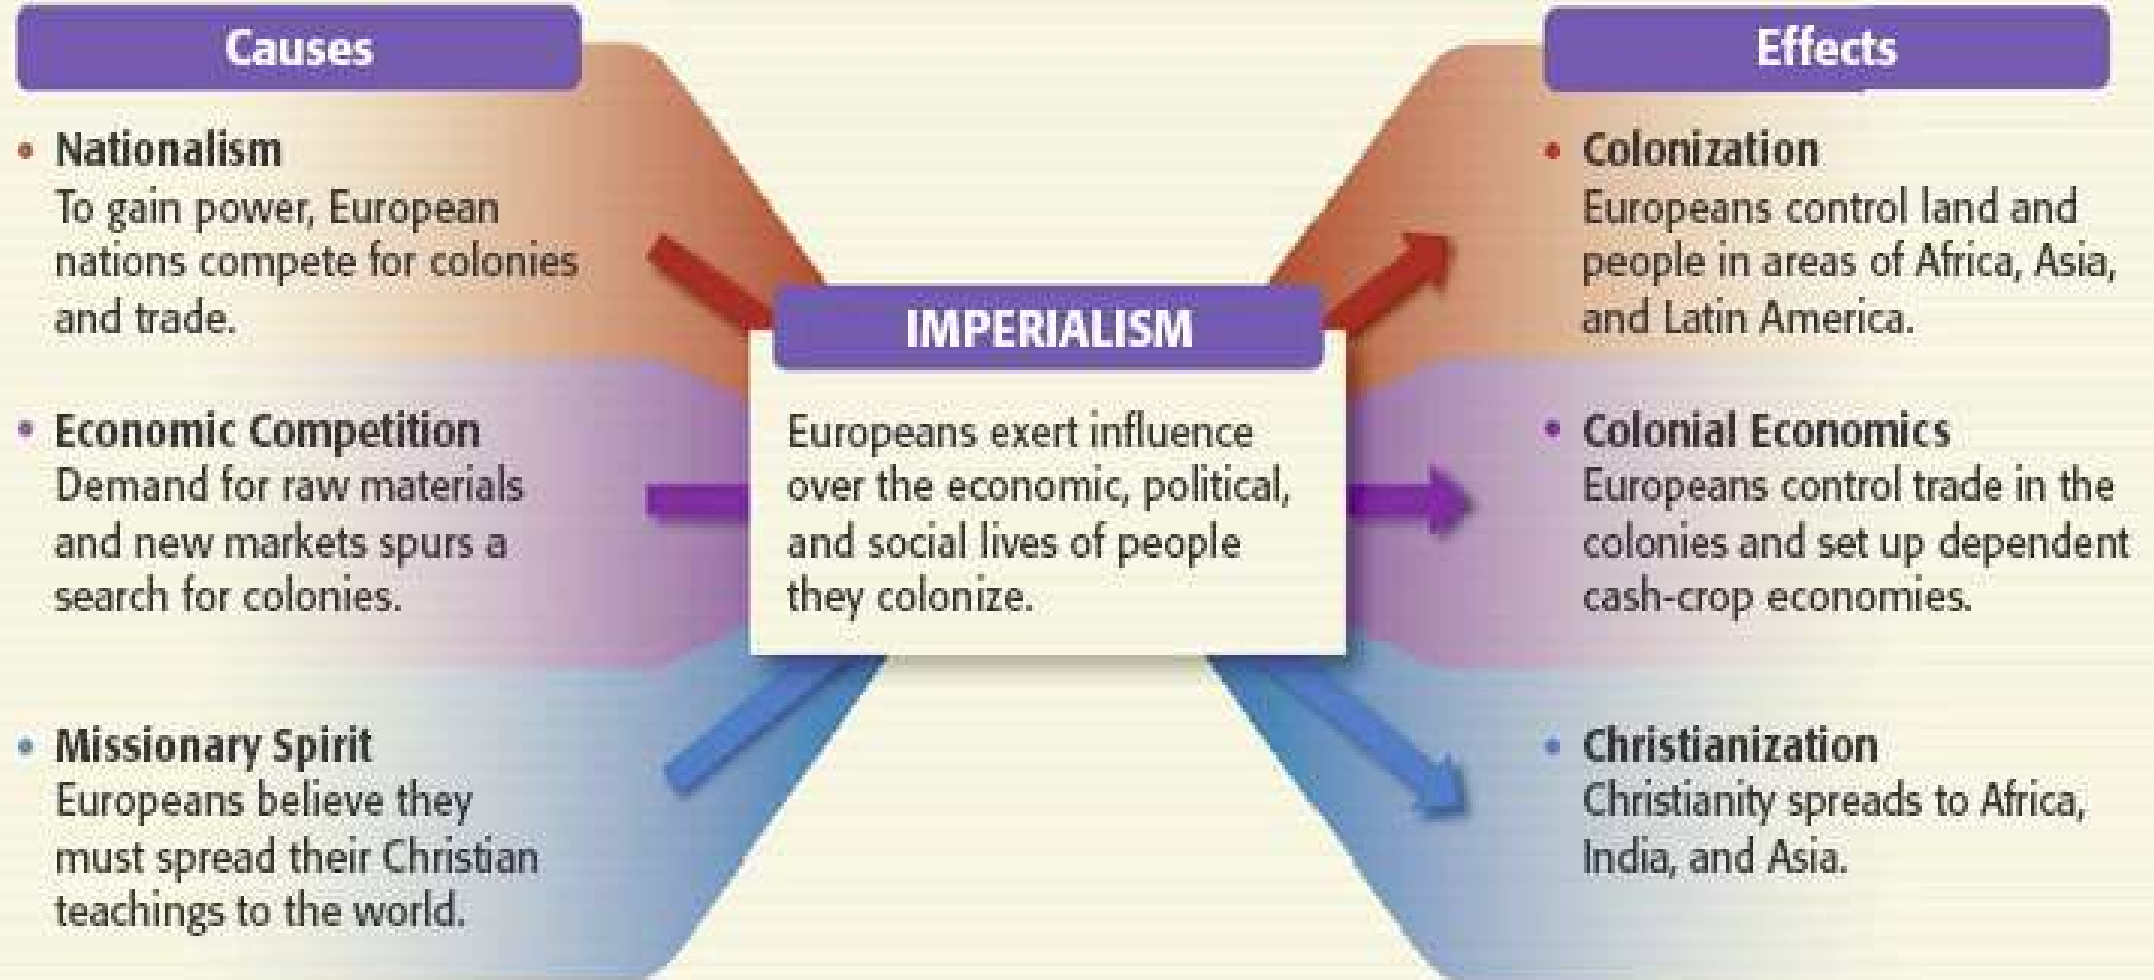 Causes
• Nationalism
To gain power, European
nations compete for colonies
and trade.
• Economic Competition
Demand for raw materials
and new markets spurs a
search for colonies.
• Missionary Spirit
Europeans believe they
must spread their Christian
teachings to the world.
IMPERIALISM
Europeans exert influence
over the economic, political,
and social lives of people
they colonize.
Effects
• Colonization
Europeans control land and
people in areas of Africa, Asia,
and Latin America.
• Colonial Economics
Europeans control trade in the
colonies and set up dependent
cash-crop economies.
• Christianization
Christianity spreads to Africa,
India, and Asia.